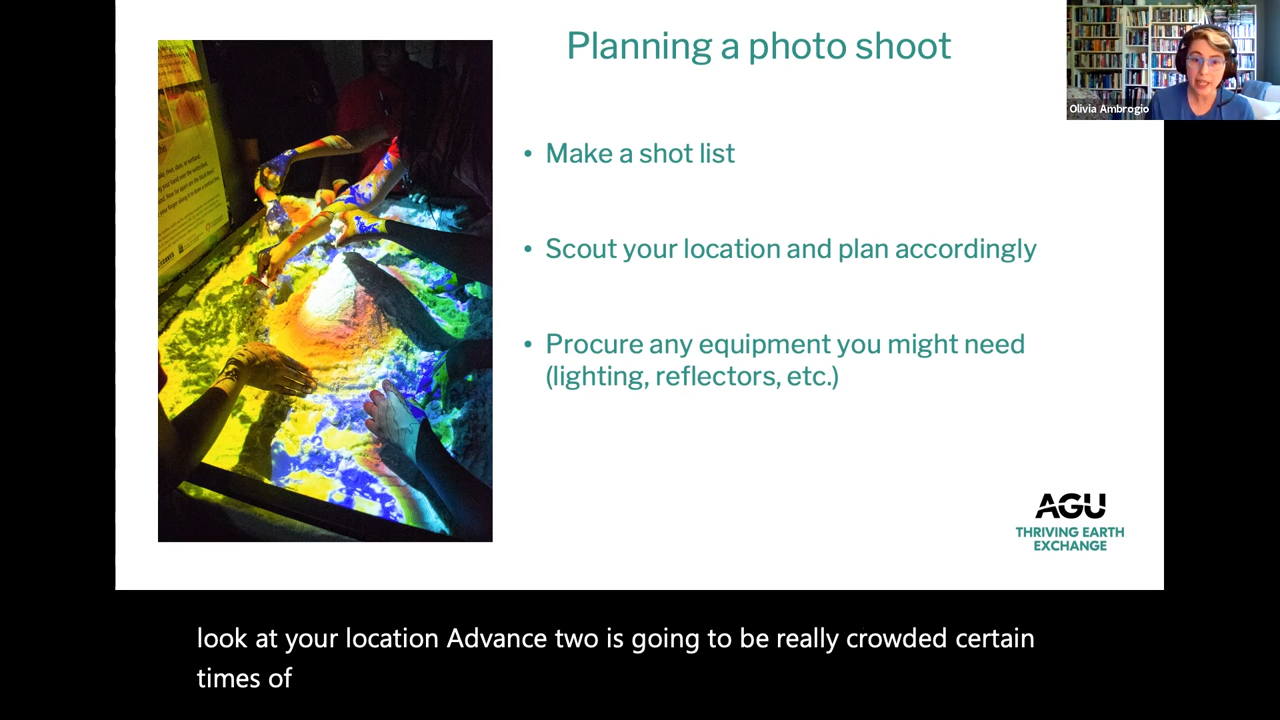 Planning a photo shoot
Olivia Ambrogio
• Make a shot list
• Scout your location and plan accordingly
• Procure any equipment you might need
(lighting, reflectors, etc.)
AGU
THRIVING EARTH
EXCHANGE
look at your location Advance two is going to be really crowded certain
times of